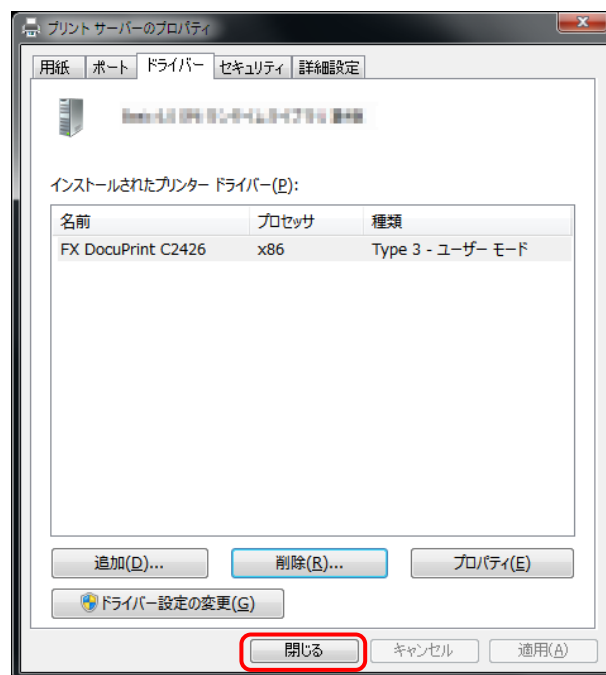 プリント サーバーのプロパティ
用紙 ポート ドライバー セキュリティ 詳細設定
インストールされたプリンター ドライバー(P):
名前 プロセッサ 種類
FX DocuPrint C2426 x86 Type 3 - ユーザー モード
追加(D)... 削除(R)... プロパティ(E)
ドライバー設定の変更(G)
閉じる キャンセル 適用(A)